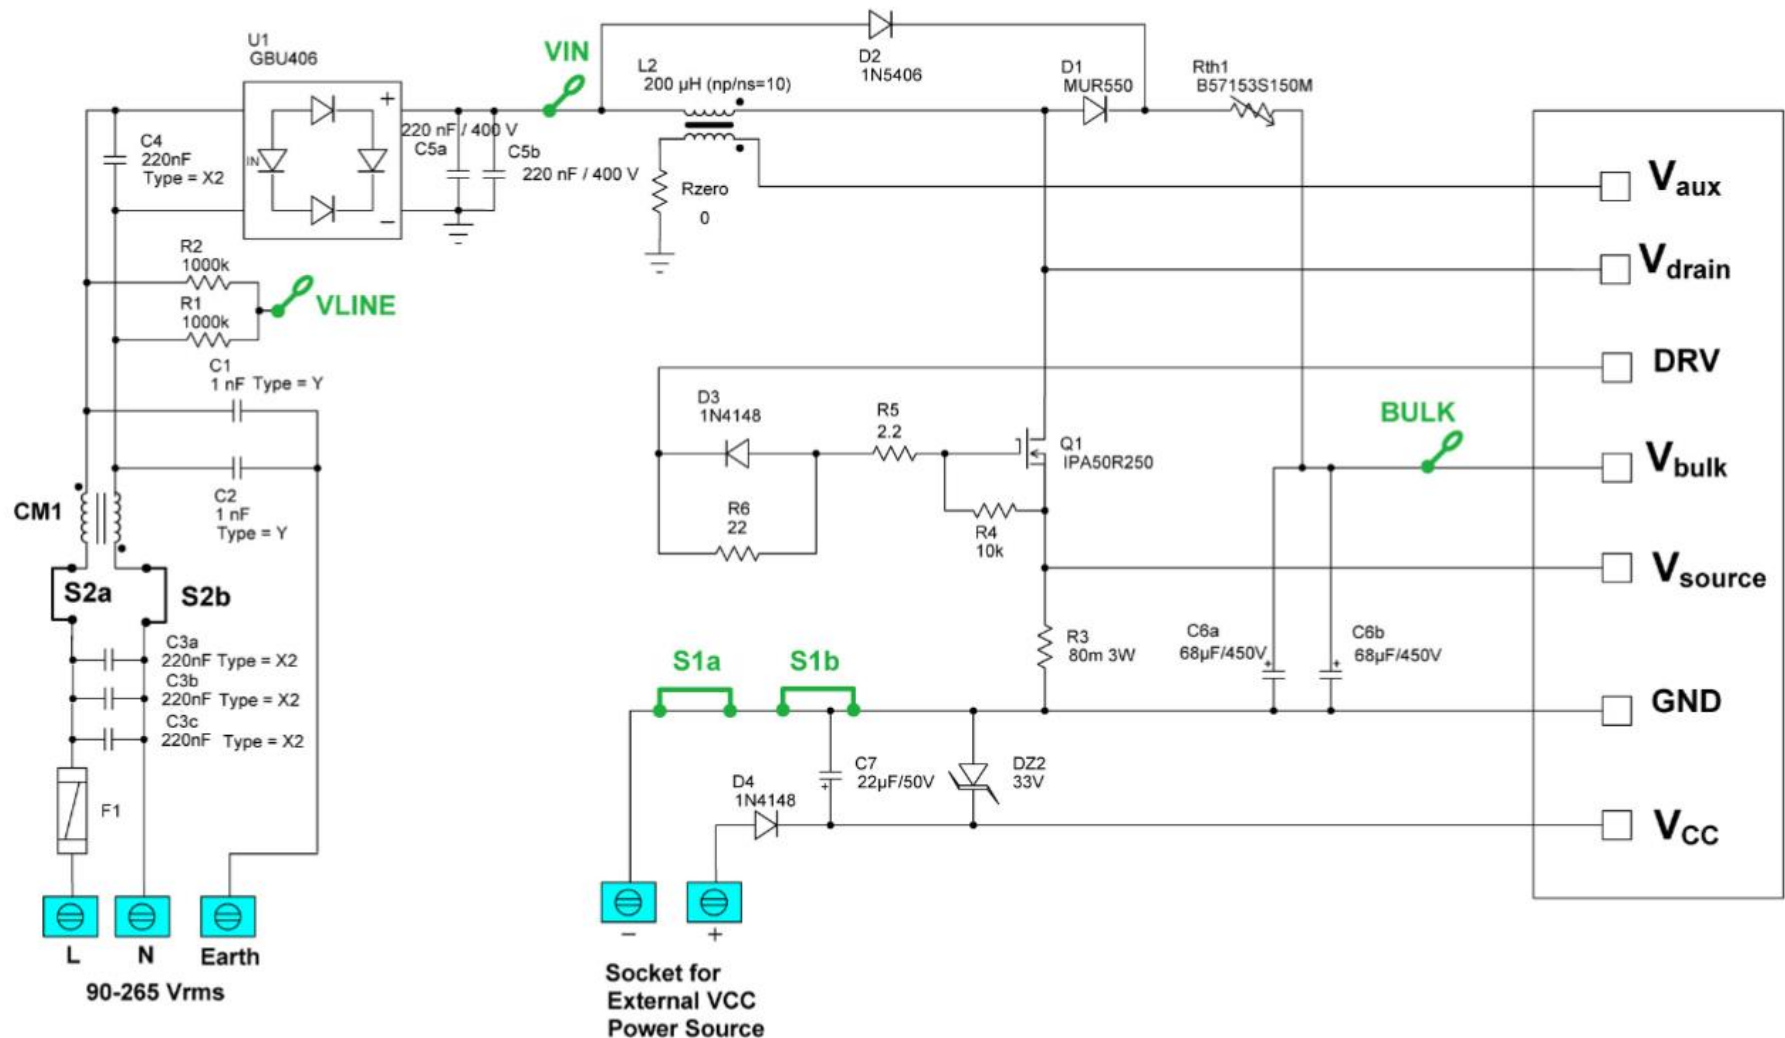 U1
GBU406
VIN
D2
1N5406
L2
200 µH (np/ns=10)
D1
MUR550
Rth1
B57153S150M
C4
220nF
Type = X2
IN
+
−
220 nF / 400 V
C5a
C5b
220 nF / 400 V
Rzero
0
Vaux
Vdrain
R2
1000k
R1
1000k
VLINE
C1
1 nF Type = Y
C2
1 nF
Type = Y
CM1
S2a
S2b
DRV
D3
1N4148
R5
2.2
Q1
IPA50R250
BULK
Vbulk
R6
22
R4
10k
Vsource
C3a
220nF Type = X2
C3b
220nF Type = X2
C3c
220nF Type = X2
F1
S1a
S1b
R3
80m 3W
C6a
68µF/450V
+
C6b
68µF/450V
+
GND
C7
22µF/50V
+
DZ2
33V
D4
1N4148
VCC
L
N
Earth
90-265 Vrms
−
+
Socket for
External VCC
Power Source